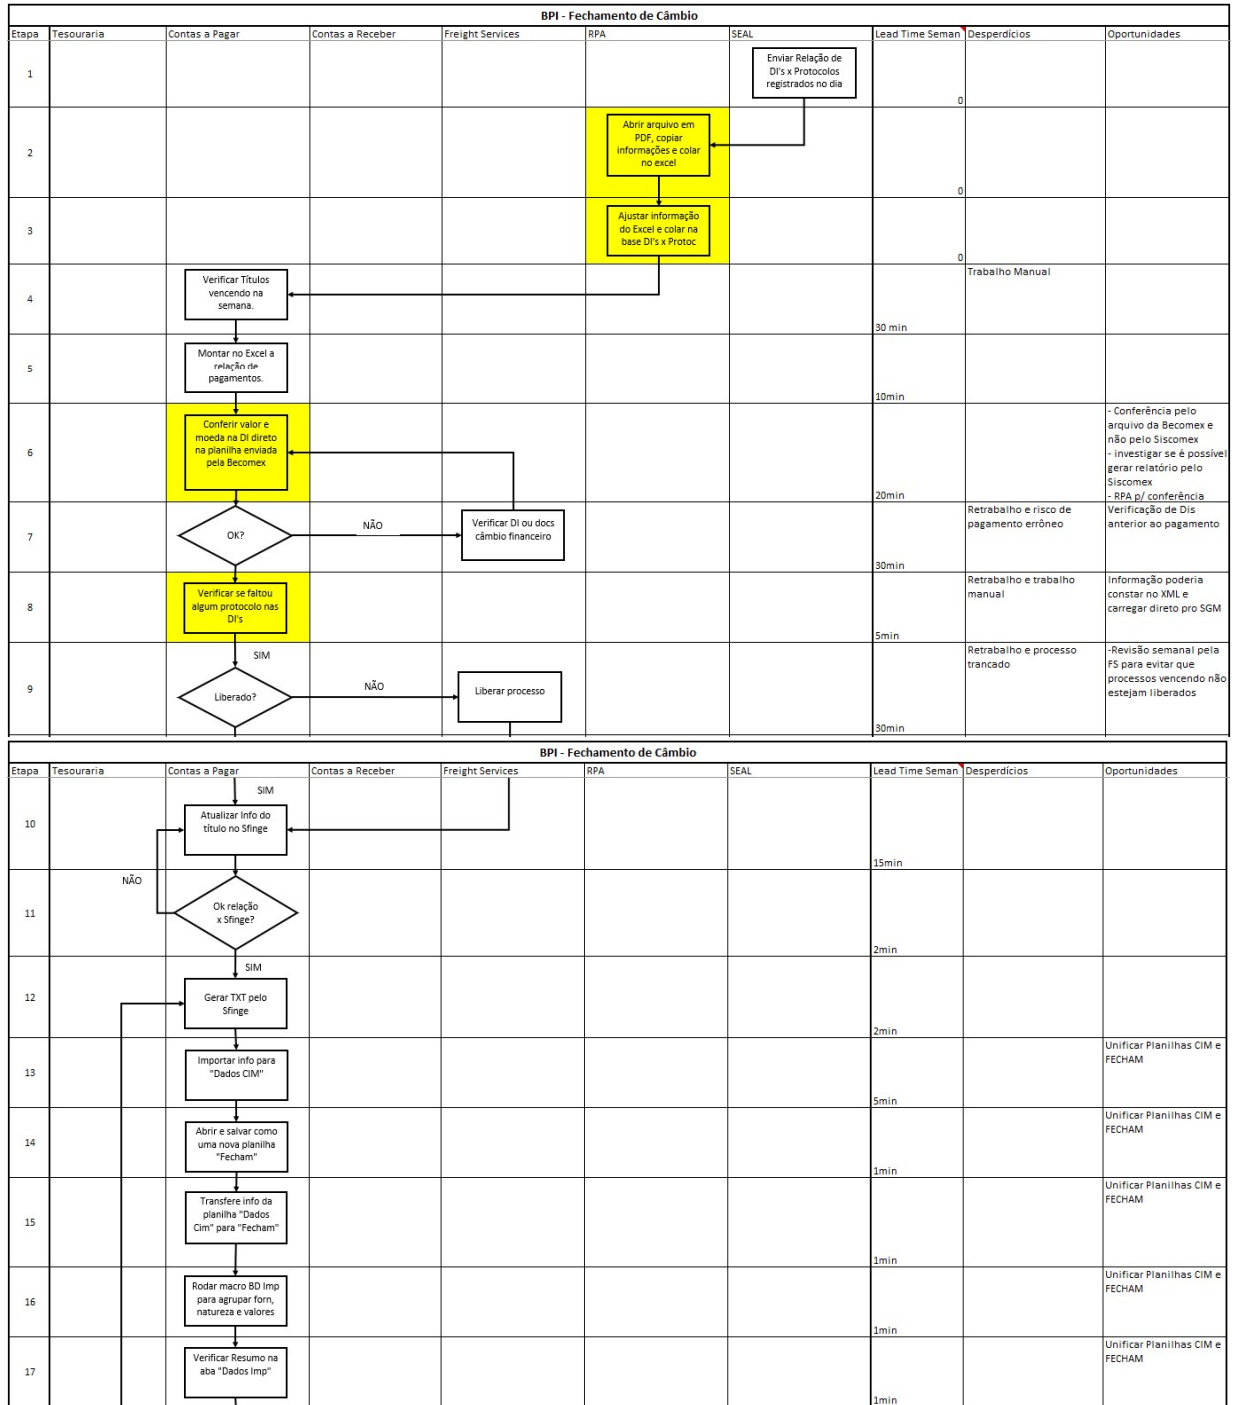 BPI - Fechamento de Câmbio
Etapa Tesouraria Contas a Pagar Contas a Receber Freight Services RPA SEAL Lead Time Seman Desperdícios Oportunidades
1
Enviar Relação de
DI's x Protocolos
registrados no dia
0
2
Abrir arquivo em
PDF, copiar
informações e colar
no excel
0
3
Ajustar informação
do Excel e colar na
base DI's x Protoc
0
4
Verificar Títulos
vencendo na
semana.
30 min
Trabalho Manual
5
Montar no Excel a
relação de
pagamentos.
10min
6
Conferir valor e
moeda na DI direto
na planilha enviada
pela Becomex
20min
- Conferência pelo
arquivo da Becomex e
não pelo Siscomex
- investigar se é possível
gerar relatório pelo
Siscomex
- RPA p/ conferência
7
OK?
NÃO
Verificar DI ou docs
câmbio financeiro
30min
Retrabalho e risco de
pagamento errôneo
Verificação de Dis
anterior ao pagamento
8
Verificar se faltou
algum protocolo nas
DI's
5min
Retrabalho e trabalho
manual
Informação poderia
constar no XML e
carregar direto pro SGM
9
SIM
Liberado?
NÃO
Liberar processo
30min
Retrabalho e processo
trancado
-Revisão semanal pela
FS para evitar que
processos vencendo não
estejam liberados
BPI - Fechamento de Câmbio
Etapa Tesouraria Contas a Pagar Contas a Receber Freight Services RPA SEAL Lead Time Seman Desperdícios Oportunidades
10
SIM
Atualizar Info do
título no Sfinge
15min
11
NÃO
Ok relação
x Sfinge?
2min
12
SIM
Gerar TXT pelo
Sfinge
2min
13
Importar info para
"Dados CIM"
5min
Unificar Planilhas CIM e
FECHAM
14
Abrir e salvar como
uma nova planilha
"Fecham"
1min
Unificar Planilhas CIM e
FECHAM
15
Transfere info da
planilha "Dados
Cim" para "Fecham"
1min
Unificar Planilhas CIM e
FECHAM
16
Rodar macro BD Imp
para agrupar forn,
natureza e valores
1min
Unificar Planilhas CIM e
FECHAM
17
Verificar Resumo na
aba "Dados Imp"
1min
Unificar Planilhas CIM e
FECHAM